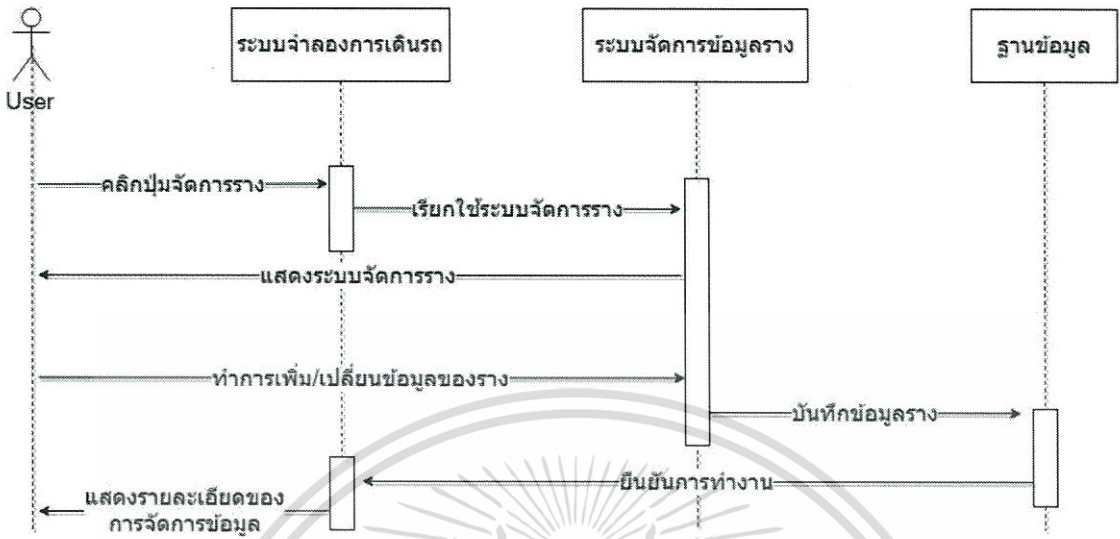 ระบบจำลองการเดินรถ
ระบบจัดการข้อมูลราง
ฐานข้อมูล
User
คลิกปุ่มจัดการราง
เรียกใช้ระบบจัดการราง
แสดงระบบจัดการราง
ทำการเพิ่ม/เปลี่ยนข้อมูลของราง
บันทึกข้อมูลราง
ยืนยันการทำงาน
แสดงรายละเอียดของ
การจัดการข้อมูล